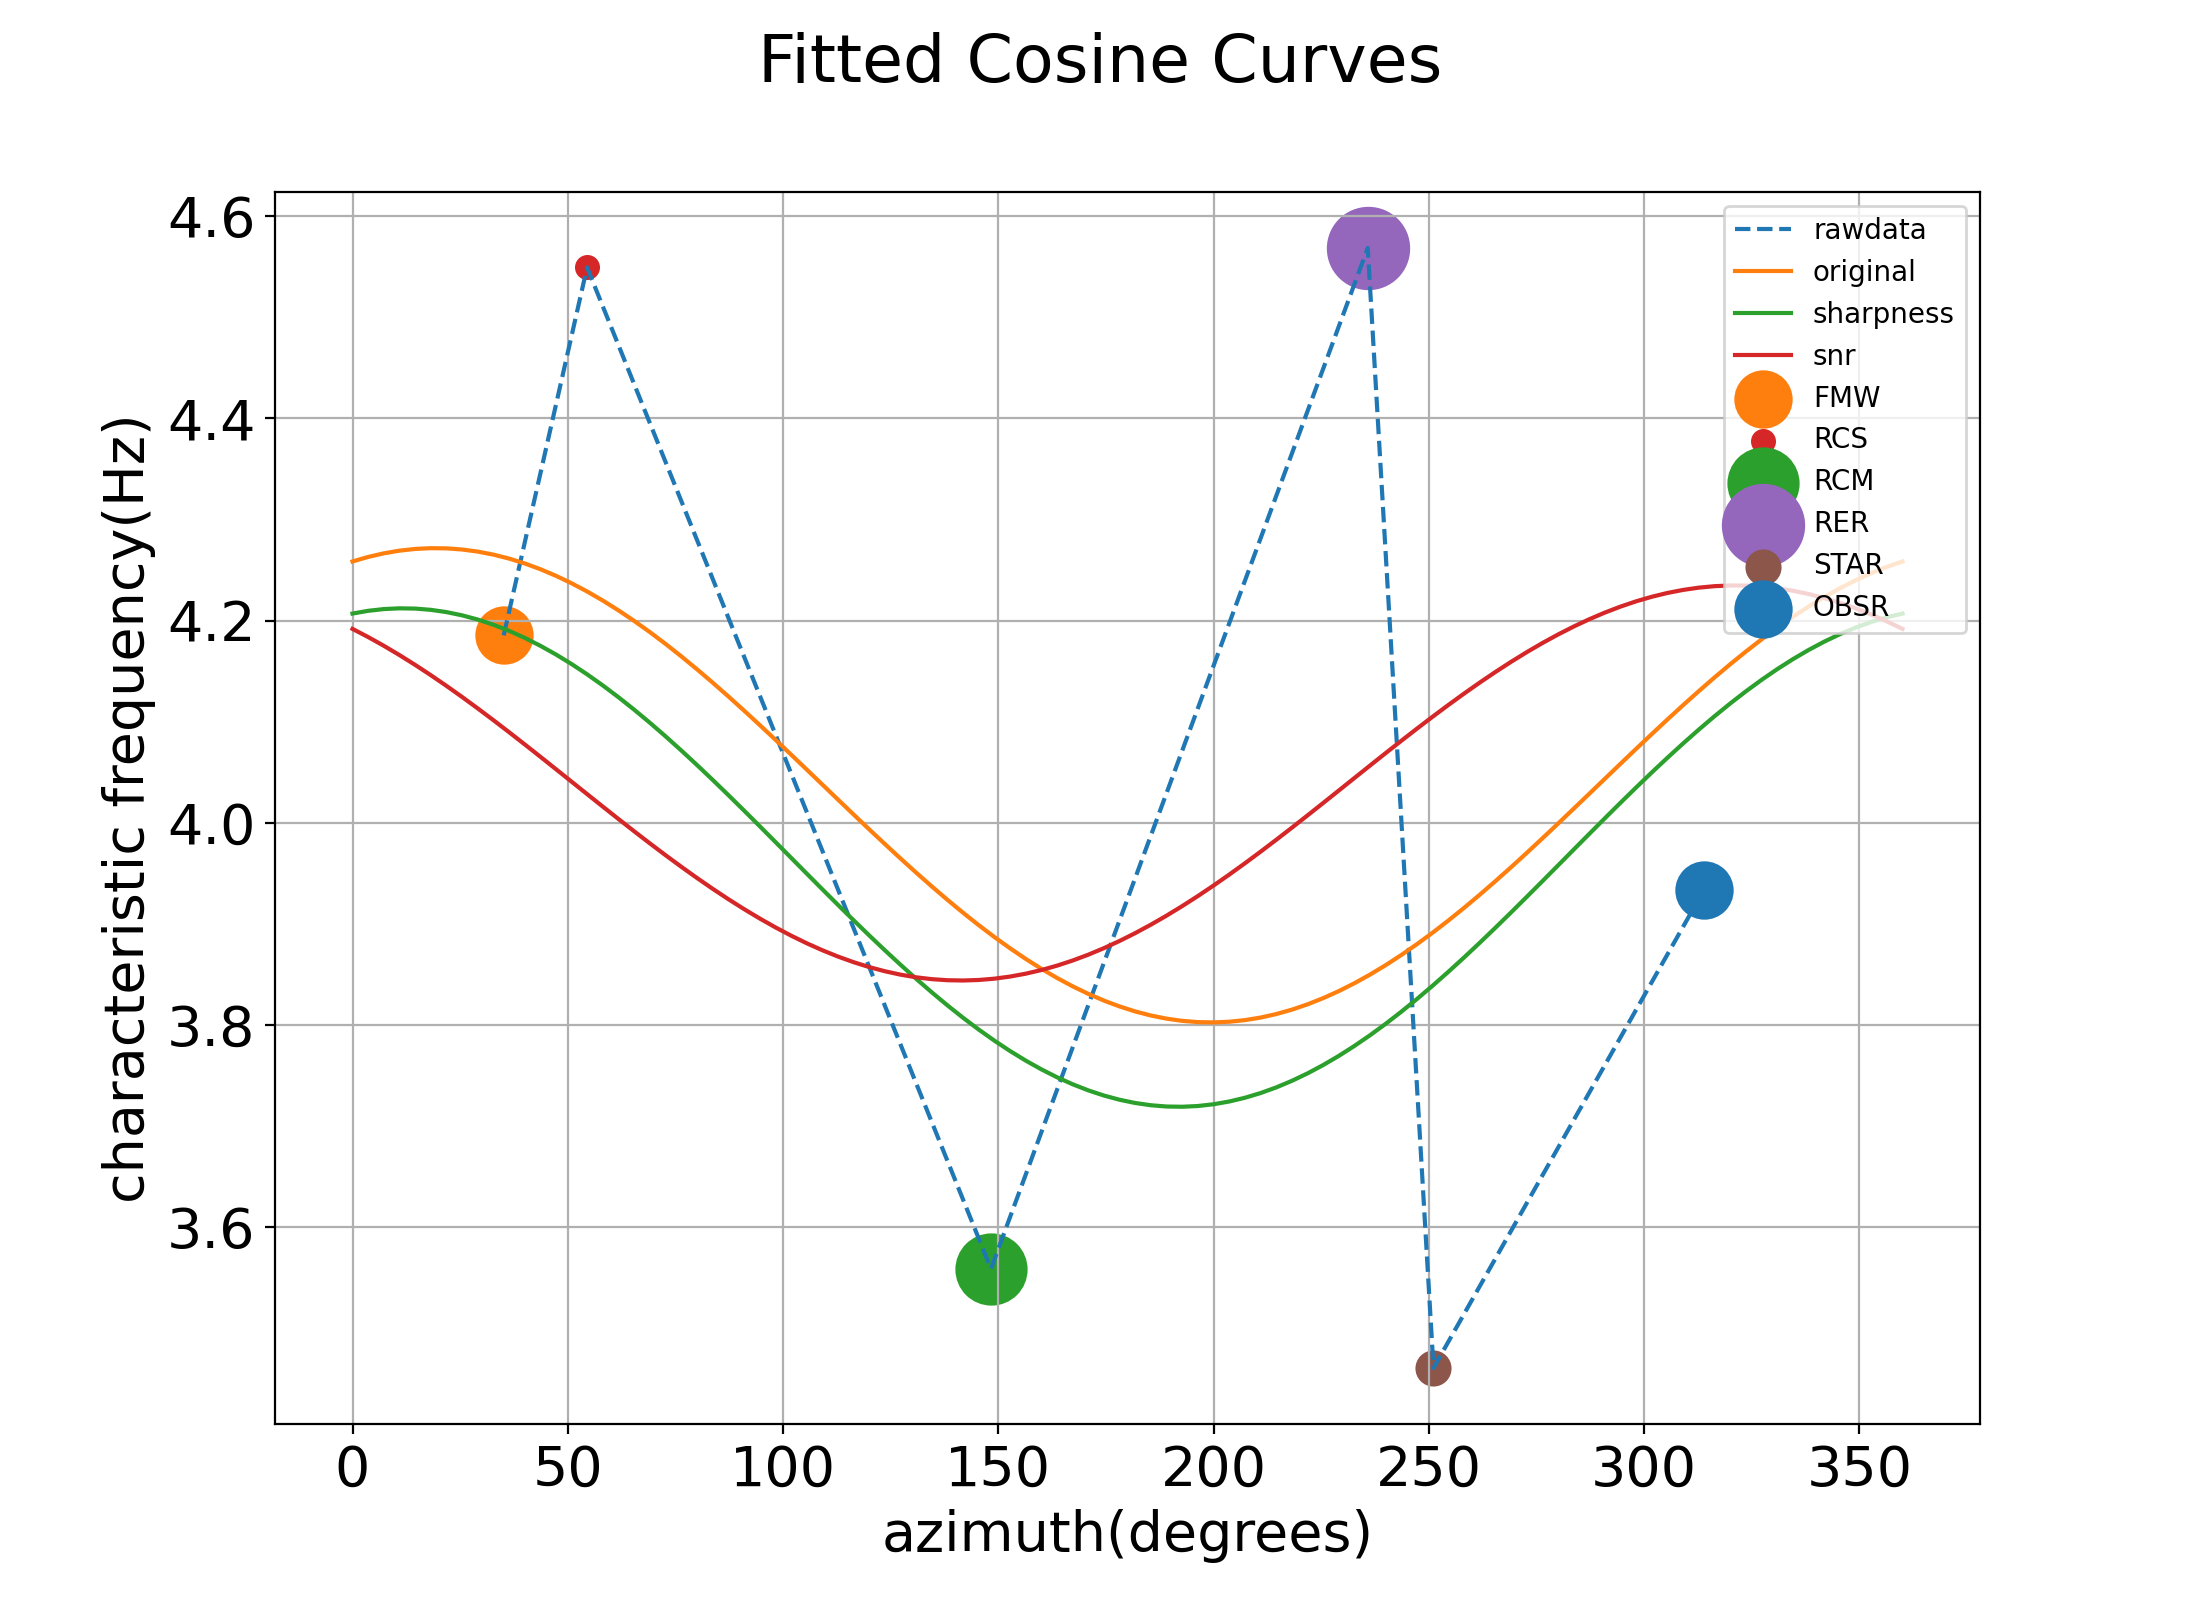 Fitted Cosine Curves
4.6
4.4
4.2
4.0
3.8
3.6
characteristic frequency(Hz)
rawdata
original
sharpness
snr
FMW
RCS
RCM
RER
STAR
OBSR
0 50 100 150 200 250 300 350
azimuth(degrees)